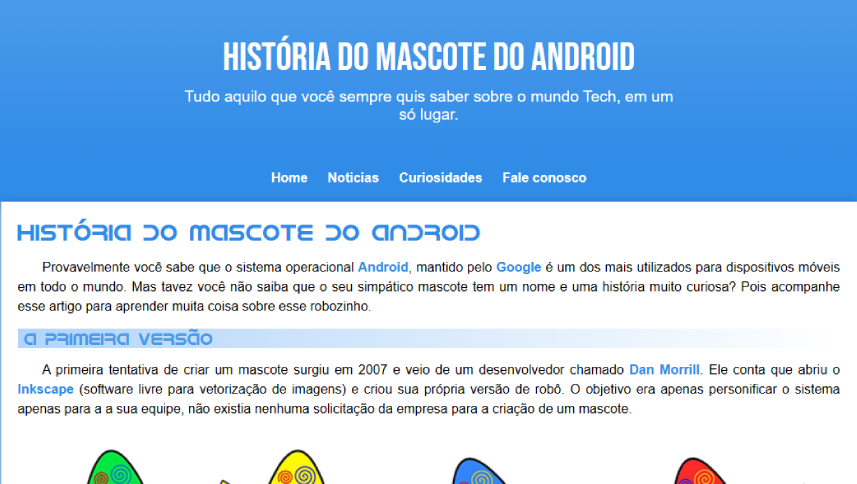 HISTÓRIA DO MASCOTE DO ANDROID
Tudo aquilo que você sempre quis saber sobre o mundo Tech, em um
só lugar.
Home Noticias Curiosidades Fale conosco
HISTÓRIA DO MASCOTE DO ANDROID
Provavelmente você sabe que o sistema operacional Android, mantido pelo Google é um dos mais utilizados para dispositivos móveis
em todo o mundo. Mas tavez você não saiba que o seu simpático mascote tem um nome e uma história muito curiosa? Pois acompanhe
esse artigo para aprender muita coisa sobre esse robozinho.
A PRIMEIRA VERSÃO
A primeira tentativa de criar um mascote surgiu em 2007 e veio de um desenvolvedor chamado Dan Morrill. Ele conta que abriu o
Inkscape (software livre para vetorização de imagens) e criou sua própria versão de robô. O objetivo era apenas personificar o sistema
apenas para a a sua equipe, não existia nenhuma solicitação da empresa para a criação de um mascote.